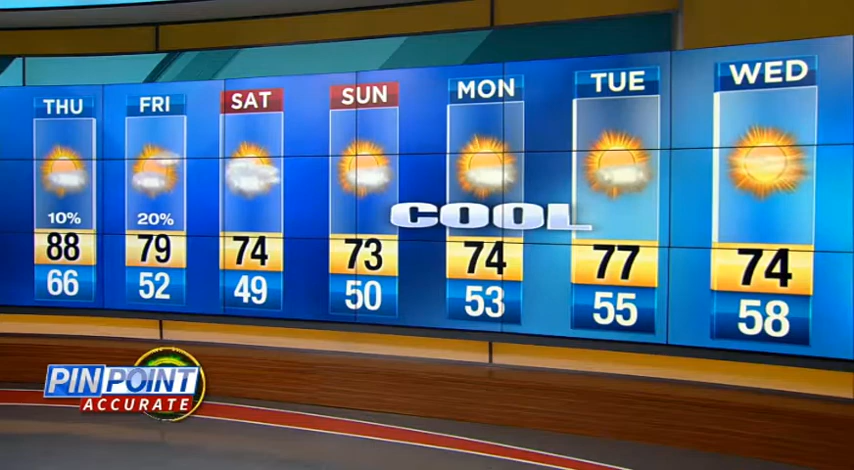 THU FRI SAT SUN MON TUE WED
10% 20%
COOL
88 79 74 73 74 77 74
66 52 49 50 53 55 58
PINPOINT
ACCURATE